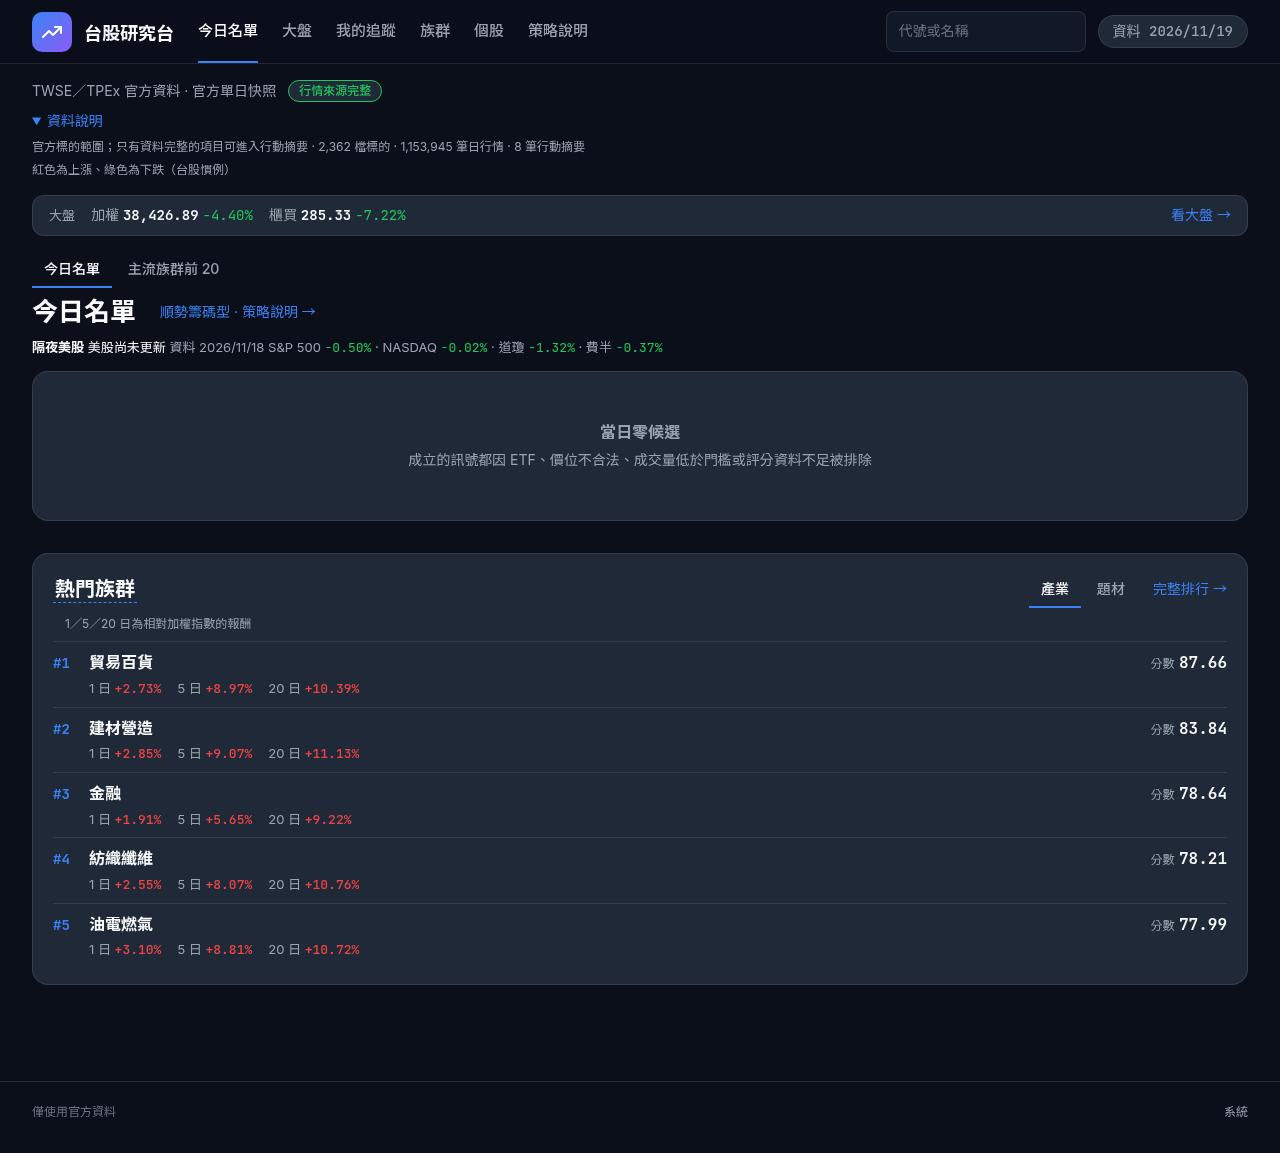 台股研究台 今日名單 大盤 我的追蹤 族群 個股 策略說明 代號或名稱 資料 2026/11/19
TWSE／TPEx 官方資料 · 官方單日快照 行情來源完整
▼ 資料說明
官方標的範圍；只有資料完整的項目可進入行動摘要 · 2,362 檔標的 · 1,153,945 筆日行情 · 8 筆行動摘要
紅色為上漲、綠色為下跌（台股慣例）
大盤 加權 38,426.89 -4.40% 櫃買 285.33 -7.22% 看大盤 →
今日名單 主流族群前 20
今日名單 順勢籌碼型 · 策略說明 →
隔夜美股 美股尚未更新 資料 2026/11/18 S&P 500 -0.50% · NASDAQ -0.02% · 道瓊 -1.32% · 費半 -0.37%
當日零候選
成立的訊號都因 ETF、價位不合法、成交量低於門檻或評分資料不足被排除
熱門族群 產業 題材 完整排行 →
1／5／20 日為相對加權指數的報酬
#1 貿易百貨 分數 87.66
1 日 +2.73% 5 日 +8.97% 20 日 +10.39%
#2 建材營造 分數 83.84
1 日 +2.85% 5 日 +9.07% 20 日 +11.13%
#3 金融 分數 78.64
1 日 +1.91% 5 日 +5.65% 20 日 +9.22%
#4 紡織纖維 分數 78.21
1 日 +2.55% 5 日 +8.07% 20 日 +10.76%
#5 油電燃氣 分數 77.99
1 日 +3.10% 5 日 +8.81% 20 日 +10.72%
僅使用官方資料 系統